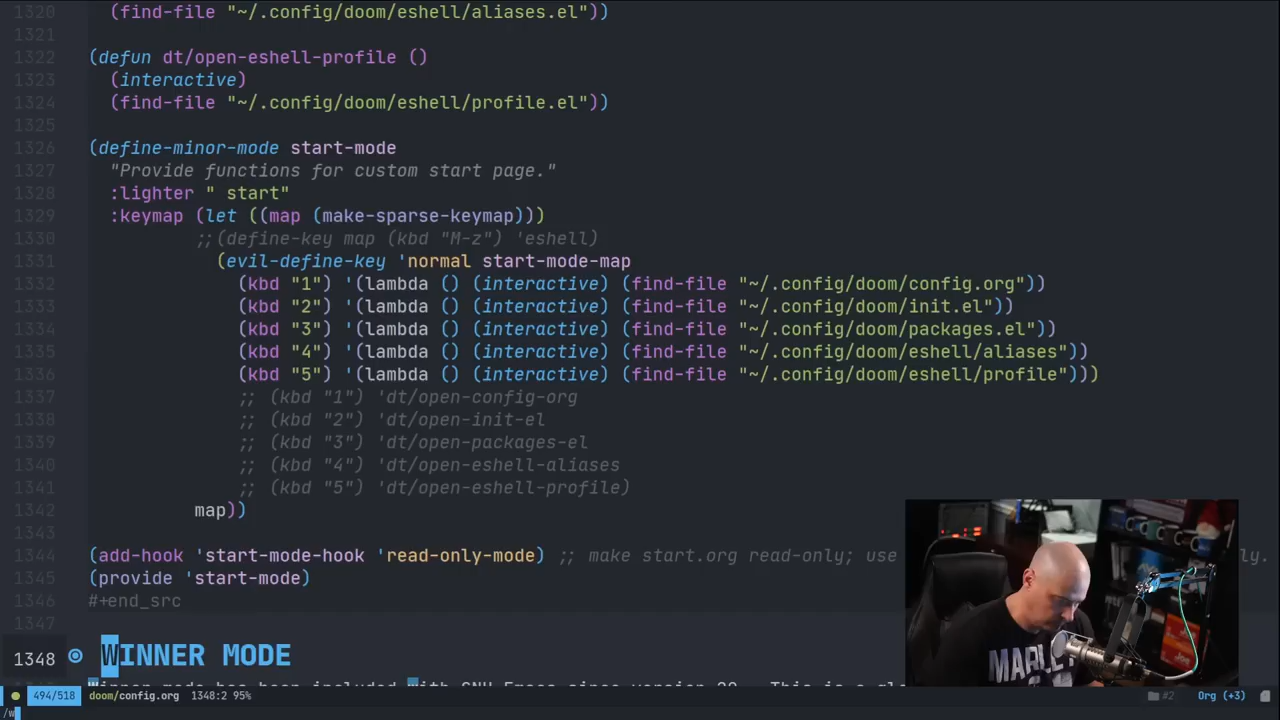 1320 (find-file "~/.config/doom/eshell/aliases.el"))
1321
1322 (defun dt/open-eshell-profile ()
1323 (interactive)
1324 (find-file "~/.config/doom/eshell/profile.el"))
1325
1326 (define-minor-mode start-mode
1327 "Provide functions for custom start page."
1328 :lighter " start"
1329 :keymap (let ((map (make-sparse-keymap)))
1330 ;;(define-key map (kbd "M-z") 'eshell)
1331 (evil-define-key 'normal start-mode-map
1332 (kbd "1") '(lambda () (interactive) (find-file "~/.config/doom/config.org"))
1333 (kbd "2") '(lambda () (interactive) (find-file "~/.config/doom/init.el"))
1334 (kbd "3") '(lambda () (interactive) (find-file "~/.config/doom/packages.el"))
1335 (kbd "4") '(lambda () (interactive) (find-file "~/.config/doom/eshell/aliases"))
1336 (kbd "5") '(lambda () (interactive) (find-file "~/.config/doom/eshell/profile")))
1337 ;; (kbd "1") 'dt/open-config-org
1338 ;; (kbd "2") 'dt/open-init-el
1339 ;; (kbd "3") 'dt/open-packages-el
1340 ;; (kbd "4") 'dt/open-eshell-aliases
1341 ;; (kbd "5") 'dt/open-eshell-profile)
1342 map))
1343
1344 (add-hook 'start-mode-hook 'read-only-mode) ;; make start.org read-only; use
1345 (provide 'start-mode)
1346 #+end_src
1347
1348 WINNER MODE
494/518 doom/config.org 1348:2 95% #2 Org (+3)
/w